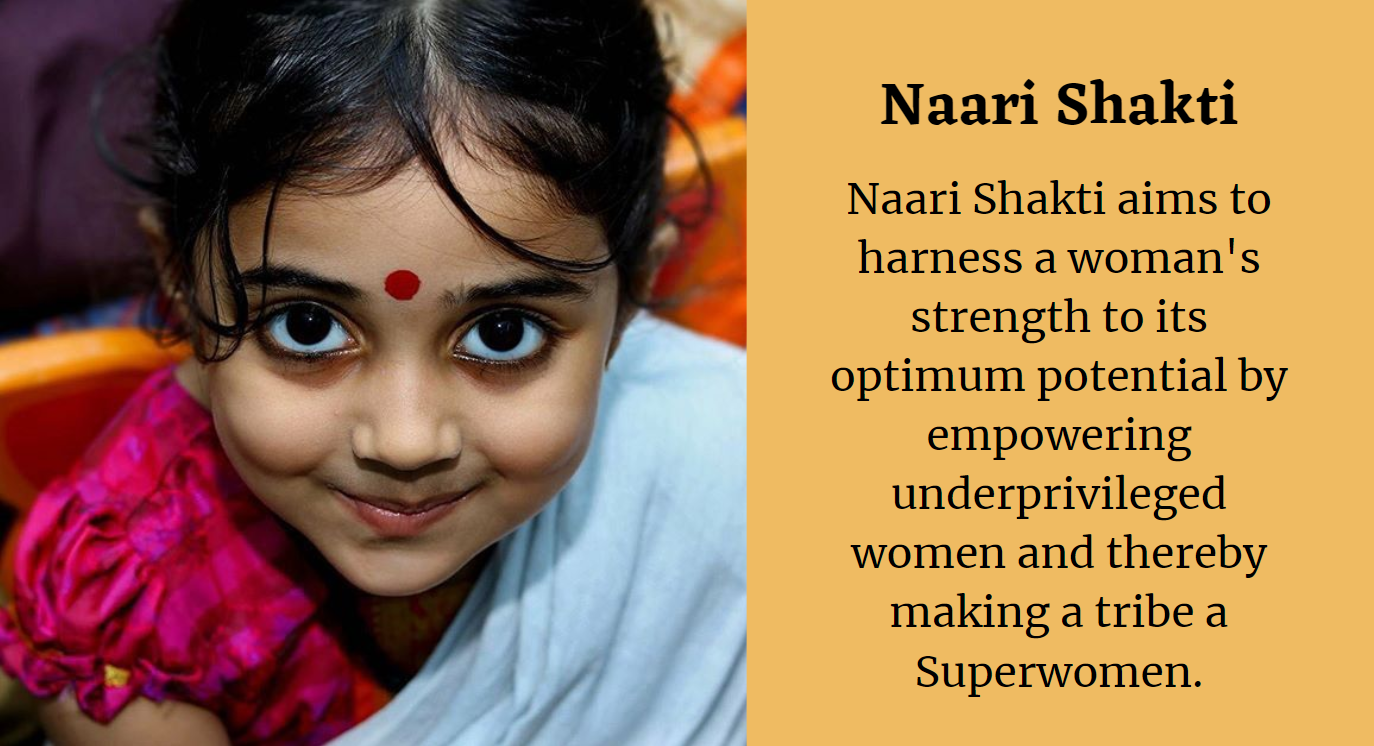 Naari Shakti
Naari Shakti aims to
harness a woman's
strength to its
optimum potential by
empowering
underprivileged
women and thereby
making a tribe a
Superwomen.